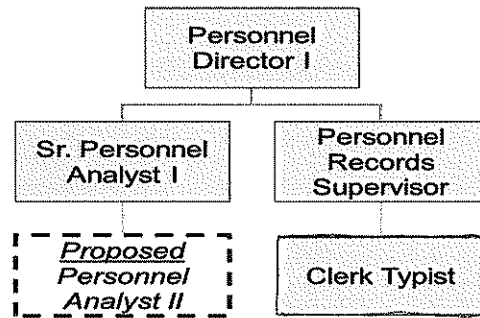 Personnel
Director I
Sr. Personnel
Analyst I
Personnel
Records
Supervisor
Proposed
Personnel
Analyst II
Clerk Typist